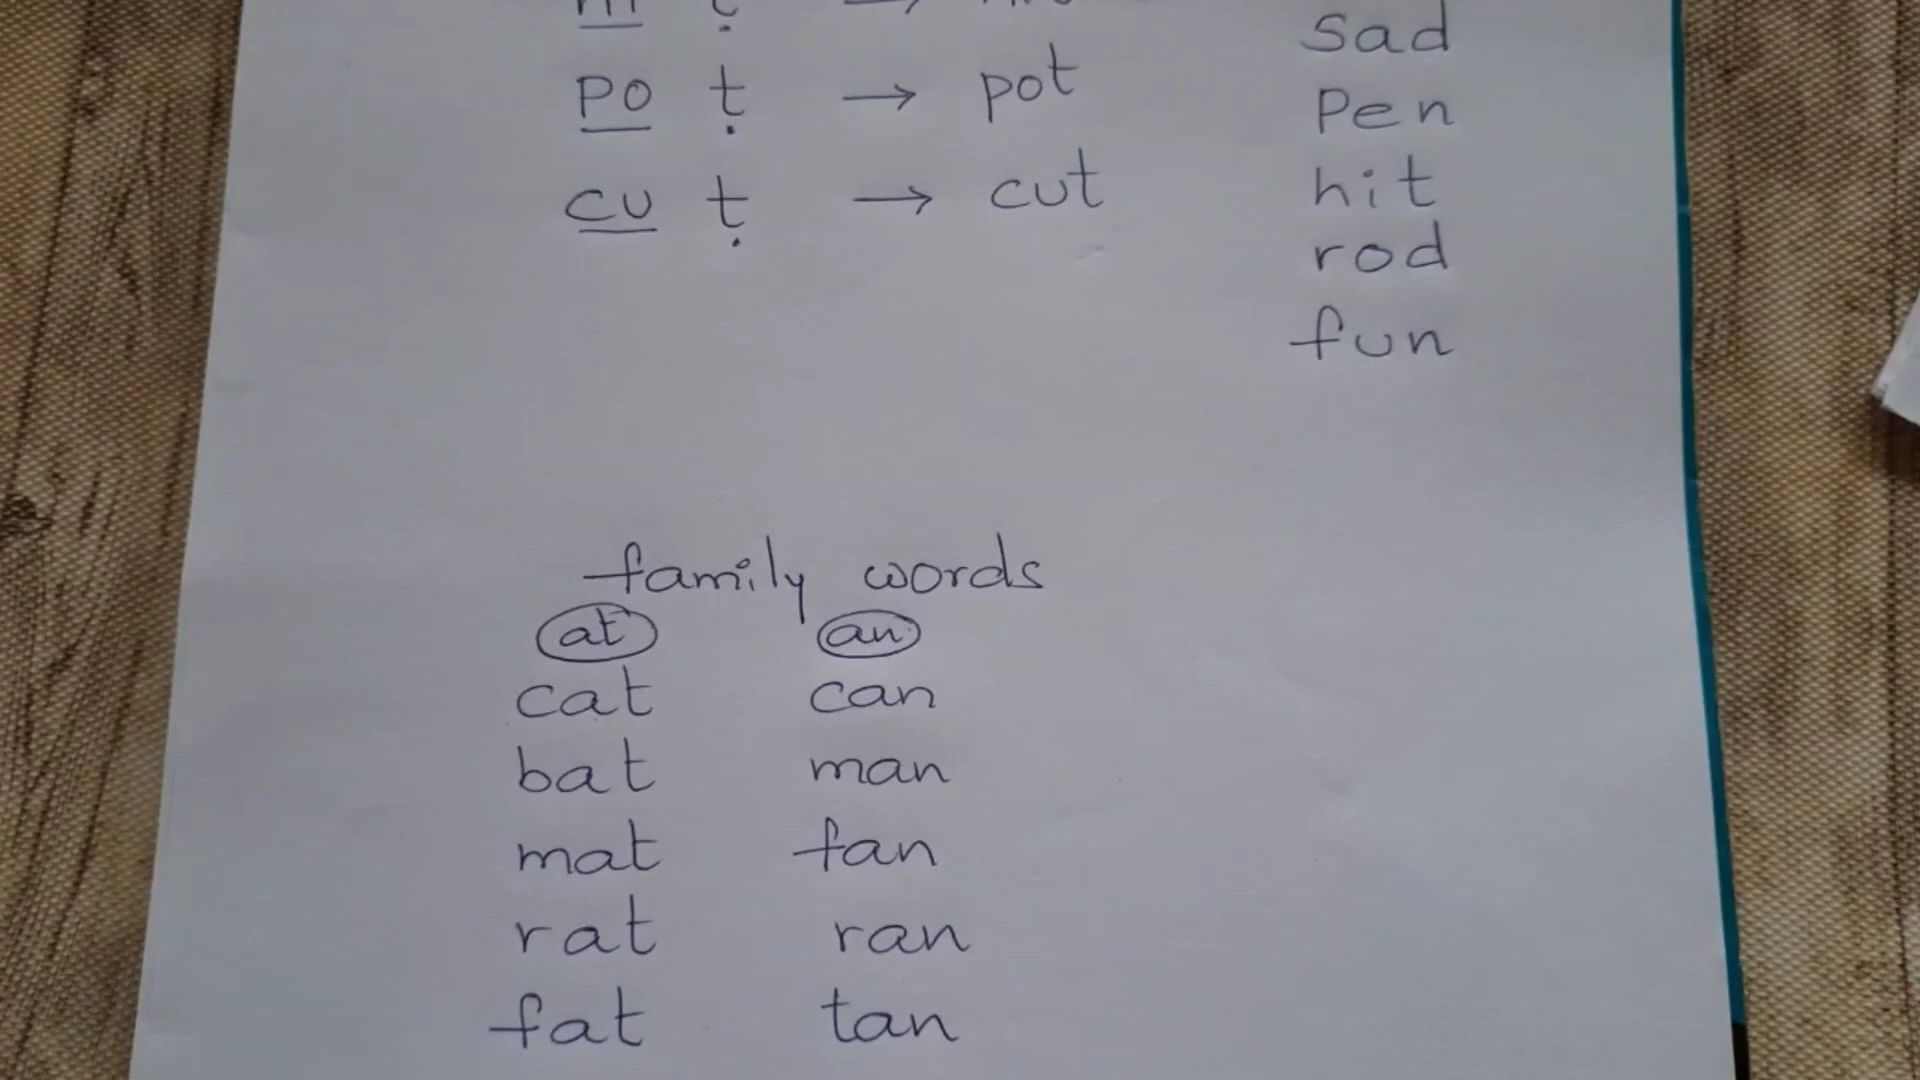 po t → pot
cu t → cut
sad
Pen
hit
rod
fun
family words
at an
cat can
bat man
mat fan
rat ran
fat tan